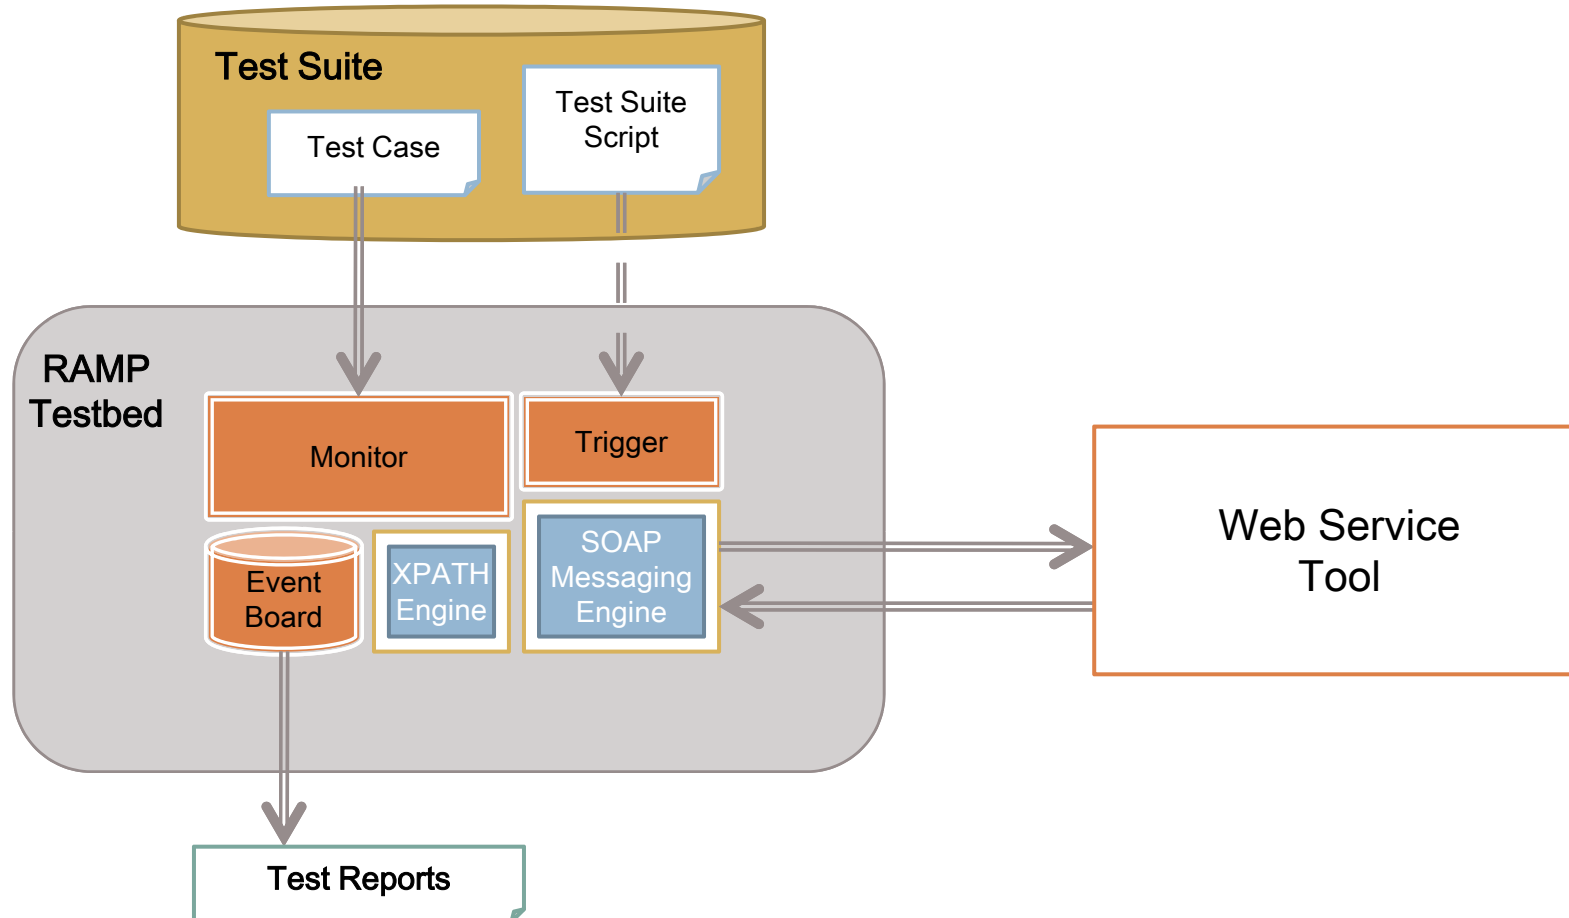 Test Suite
Test Case
Test Suite
Script
RAMP
Testbed
Monitor
Trigger
Event
Board
XPATH
Engine
SOAP
Messaging
Engine
Web Service
Tool
Test Reports